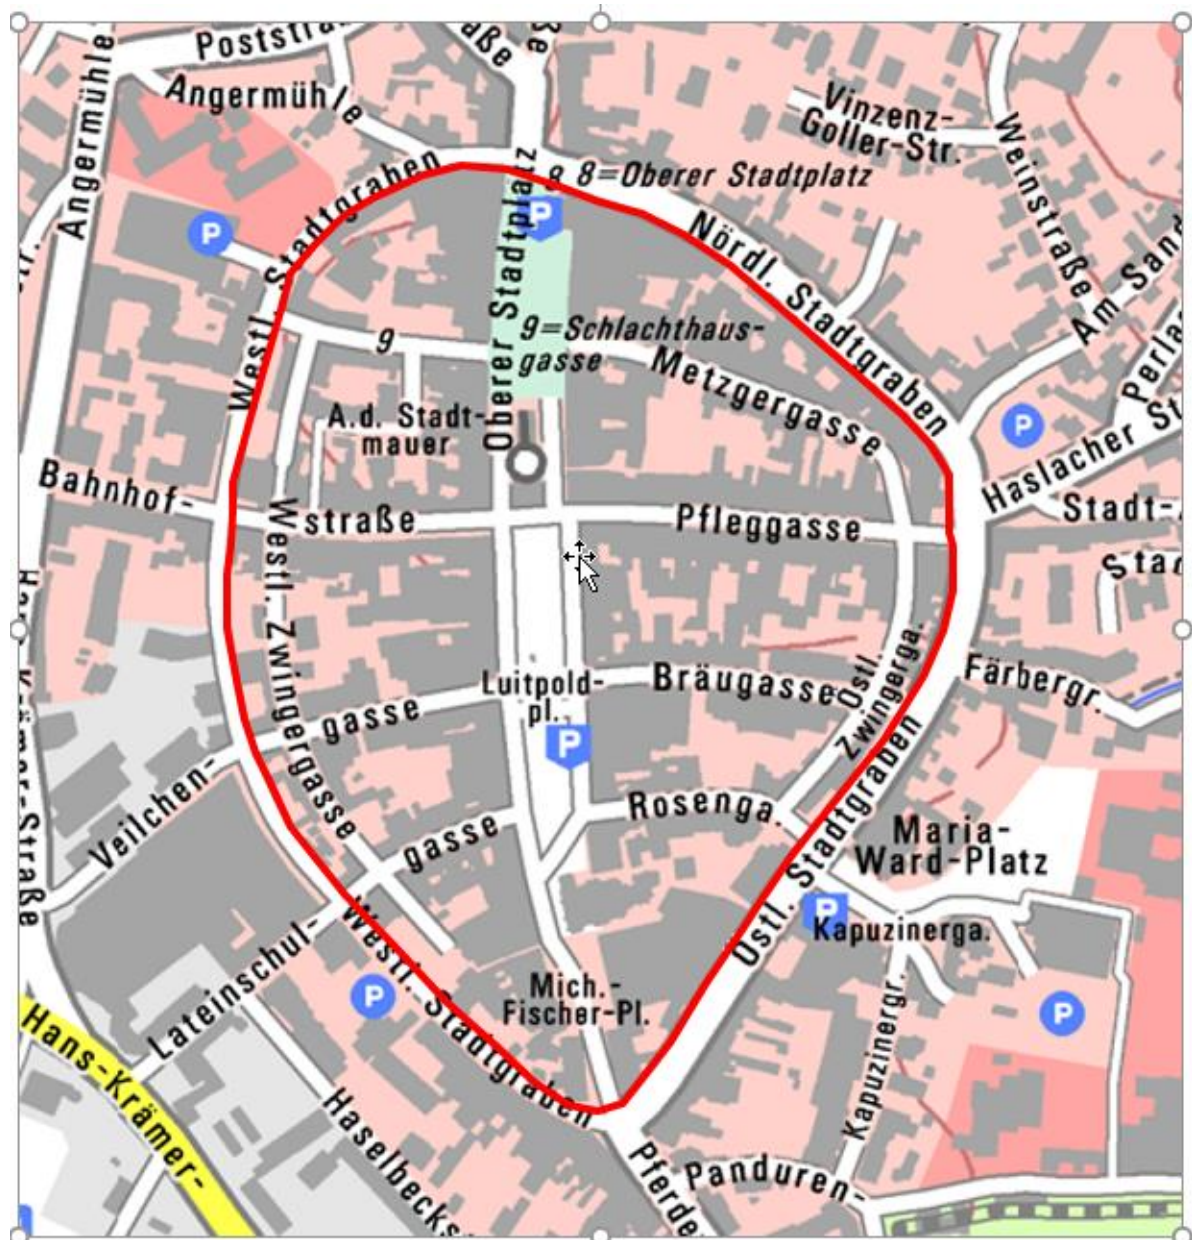 Poststra
aße
ße
Angermühle
Angermühle
Vinzenz-
Goller-Str.
Weinstraße
Am Sand
P
8 8=Oberer Stadtplatz
P
Westl. Stadtgraben
Oberer Stadtplatz
Nördl. Stadtgraben
9
9=Schlachthaus-
gasse
Metzgergasse
Perla
A.d. Stadt-
mauer
P
Haslacher St
Bahnhof-
straße
Pfleggasse
Stadt-
Star
Westl. Zwingergasse
Luitpold-
pl.
P
Bräugasse
Östl.
Zwingerga.
Färbergr.
Veilchen-
gasse
Lateinschul-
gasse
Rosenga.
Maria-
Ward-Platz
Östl. Stadtgraben
P
Kapuzinerga.
P
Westl. Stadtgraben
Mich.-
Fischer-Pl.
P
Kapuzinergr.
Hans-Krämer-
Haselbecks
Pferde
Panduren-